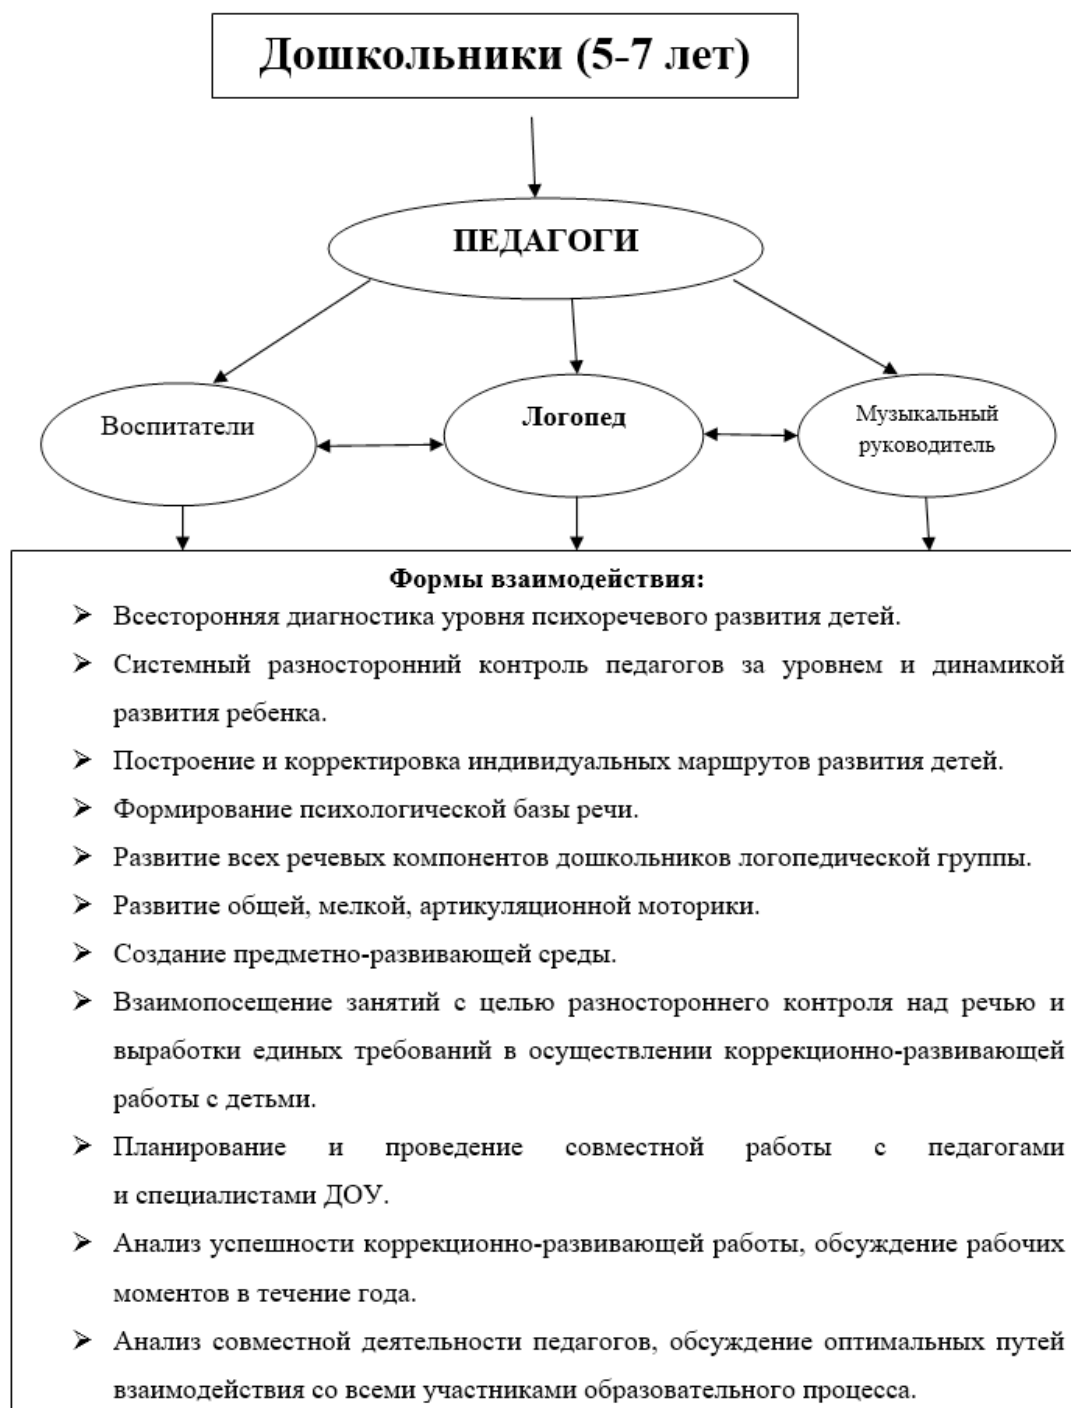 Дошкольники (5-7 лет)
ПЕДАГОГИ
Воспитатели
Логопед
Музыкальный
руководитель
Формы взаимодействия:
➢ Всесторонняя диагностика уровня психоречевого развития детей.
➢ Системный разносторонний контроль педагогов за уровнем и динамикой
развития ребенка.
➢ Построение и корректировка индивидуальных маршрутов развития детей.
➢ Формирование психологической базы речи.
➢ Развитие всех речевых компонентов дошкольников логопедической группы.
➢ Развитие общей, мелкой, артикуляционной моторики.
➢ Создание предметно-развивающей среды.
➢ Взаимопосещение занятий с целью разностороннего контроля над речью и
выработки единых требований в осуществлении коррекционно-развивающей
работы с детьми.
➢ Планирование и проведение совместной работы с педагогами
и специалистами ДОУ.
➢ Анализ успешности коррекционно-развивающей работы, обсуждение рабочих
моментов в течение года.
➢ Анализ совместной деятельности педагогов, обсуждение оптимальных путей
взаимодействия со всеми участниками образовательного процесса.